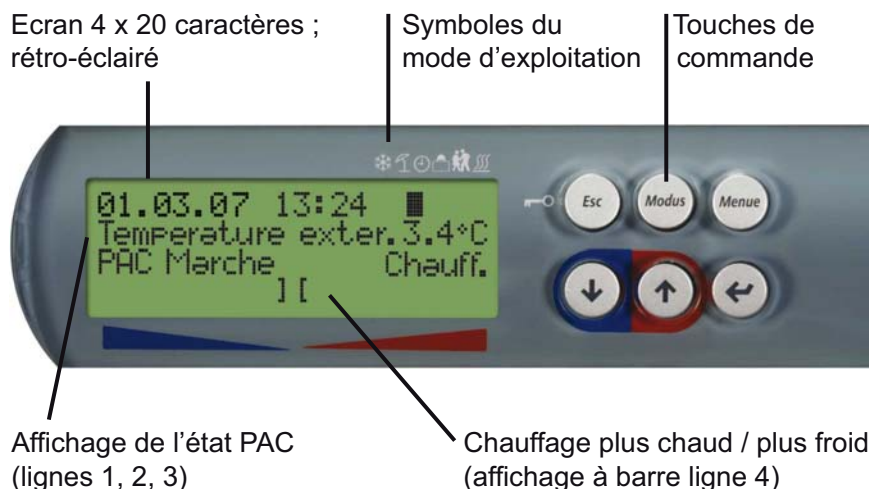 Ecran 4 x 20 caractères ;
rétro-éclairé
Symboles du
mode d'exploitation
Touches de
commande
01.03.07 13:24
Temperature exter.3.4°C
PAC Marche Chauff.
] [
Esc
Modus
Menue
Affichage de l'état PAC
(lignes 1, 2, 3)
Chauffage plus chaud / plus froid
(affichage à barre ligne 4)